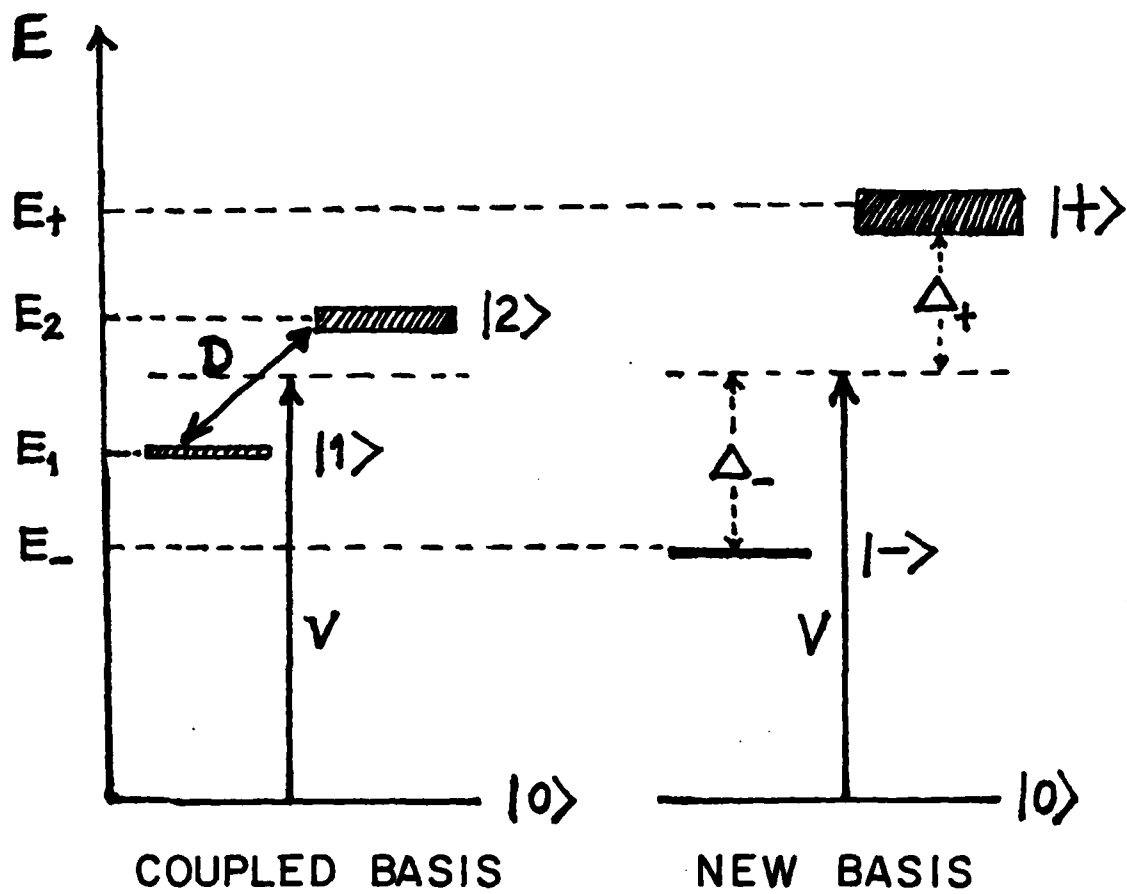 E
E₊
|+⟩
E₂
|2⟩
Δ₊
D
E₁
|1⟩
Δ₋
E₋
|−⟩
V
V
|0⟩
|0⟩
COUPLED BASIS
NEW BASIS